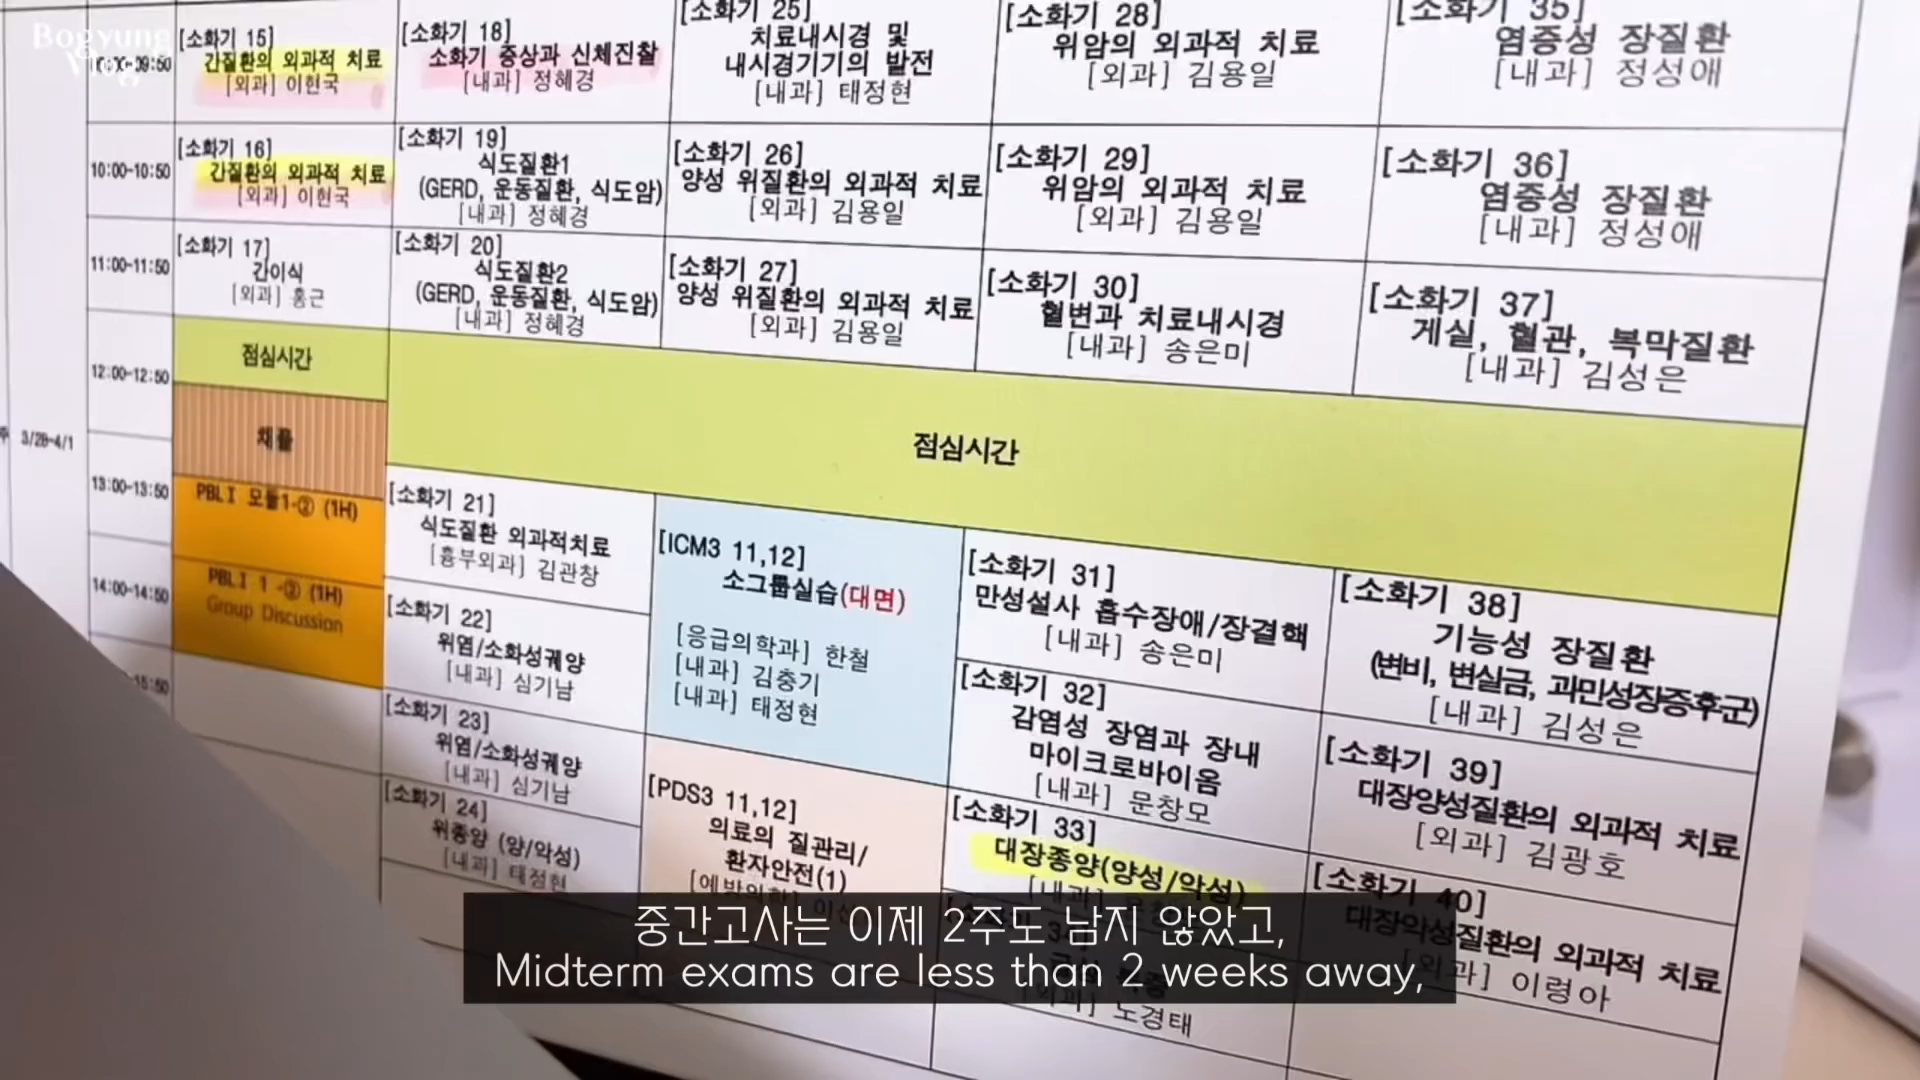 Bogyung
Vlog
[소화기 15]
간질환의 외과적 치료
[외과] 이현국
[소화기 18]
소화기 증상과 신체진찰
[내과] 정혜경
[소화기 25]
치료내시경 및
내시경기기의 발전
[내과] 태정현
[소화기 28]
위암의 외과적 치료
[외과] 김용일
[소화기 35]
염증성 장질환
[내과] 정성애
10:00-10:50
[소화기 16]
간질환의 외과적 치료
[외과] 이현국
[소화기 19]
식도질환1
(GERD, 운동질환, 식도암)
[내과] 정혜경
[소화기 26]
양성 위질환의 외과적 치료
[외과] 김용일
[소화기 29]
위암의 외과적 치료
[외과] 김용일
[소화기 36]
염증성 장질환
[내과] 정성애
11:00-11:50
[소화기 17]
간이식
[외과] 홍근
[소화기 20]
식도질환2
(GERD, 운동질환, 식도암)
[내과] 정혜경
[소화기 27]
양성 위질환의 외과적 치료
[외과] 김용일
[소화기 30]
혈변과 치료내시경
[내과] 송은미
[소화기 37]
게실, 혈관, 복막질환
[내과] 김성은
12:00-12:50
점심시간
점심시간
채플
3/28-4/1
13:00-13:50
PBL I 모듈1-② (1H)
[소화기 21]
식도질환 외과적치료
[흉부외과] 김관창
[ICM3 11,12]
소그룹실습(대면)
[응급의학과] 한철
[내과] 김충기
[내과] 태정현
[소화기 31]
만성설사 흡수장애/장결핵
[내과] 송은미
[소화기 38]
기능성 장질환
(변비, 변실금, 과민성장증후군)
[내과] 김성은
14:00-14:50
PBL I 1 -② (1H)
Group Discussion
[소화기 22]
위염/소화성궤양
[내과] 심기남
[소화기 32]
감염성 장염과 장내
마이크로바이옴
[내과] 문창모
[소화기 39]
대장양성질환의 외과적 치료
[외과] 김광호
[소화기 23]
위염/소화성궤양
[내과] 심기남
[PDS3 11,12]
의료의 질관리/
환자안전(1)
[소화기 33]
대장종양(양성/악성)
[소화기 40]
대장악성질환의 외과적 치료
[외과] 이령아
[소화기 24]
위종양 (양/악성)
[내과] 태정현
노경태
중간고사는 이제 2주도 남지 않았고,
Midterm exams are less than 2 weeks away,